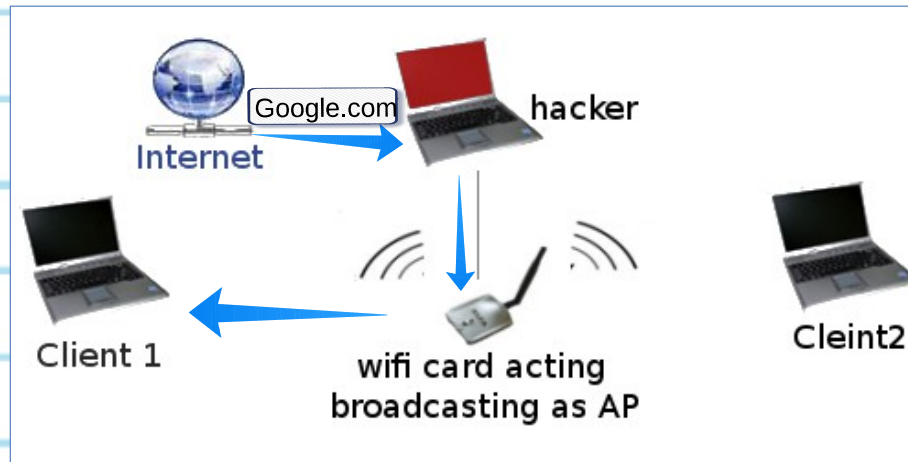 Google.com
hacker
Internet
Client 1
Cleint2
wifi card acting
broadcasting as AP